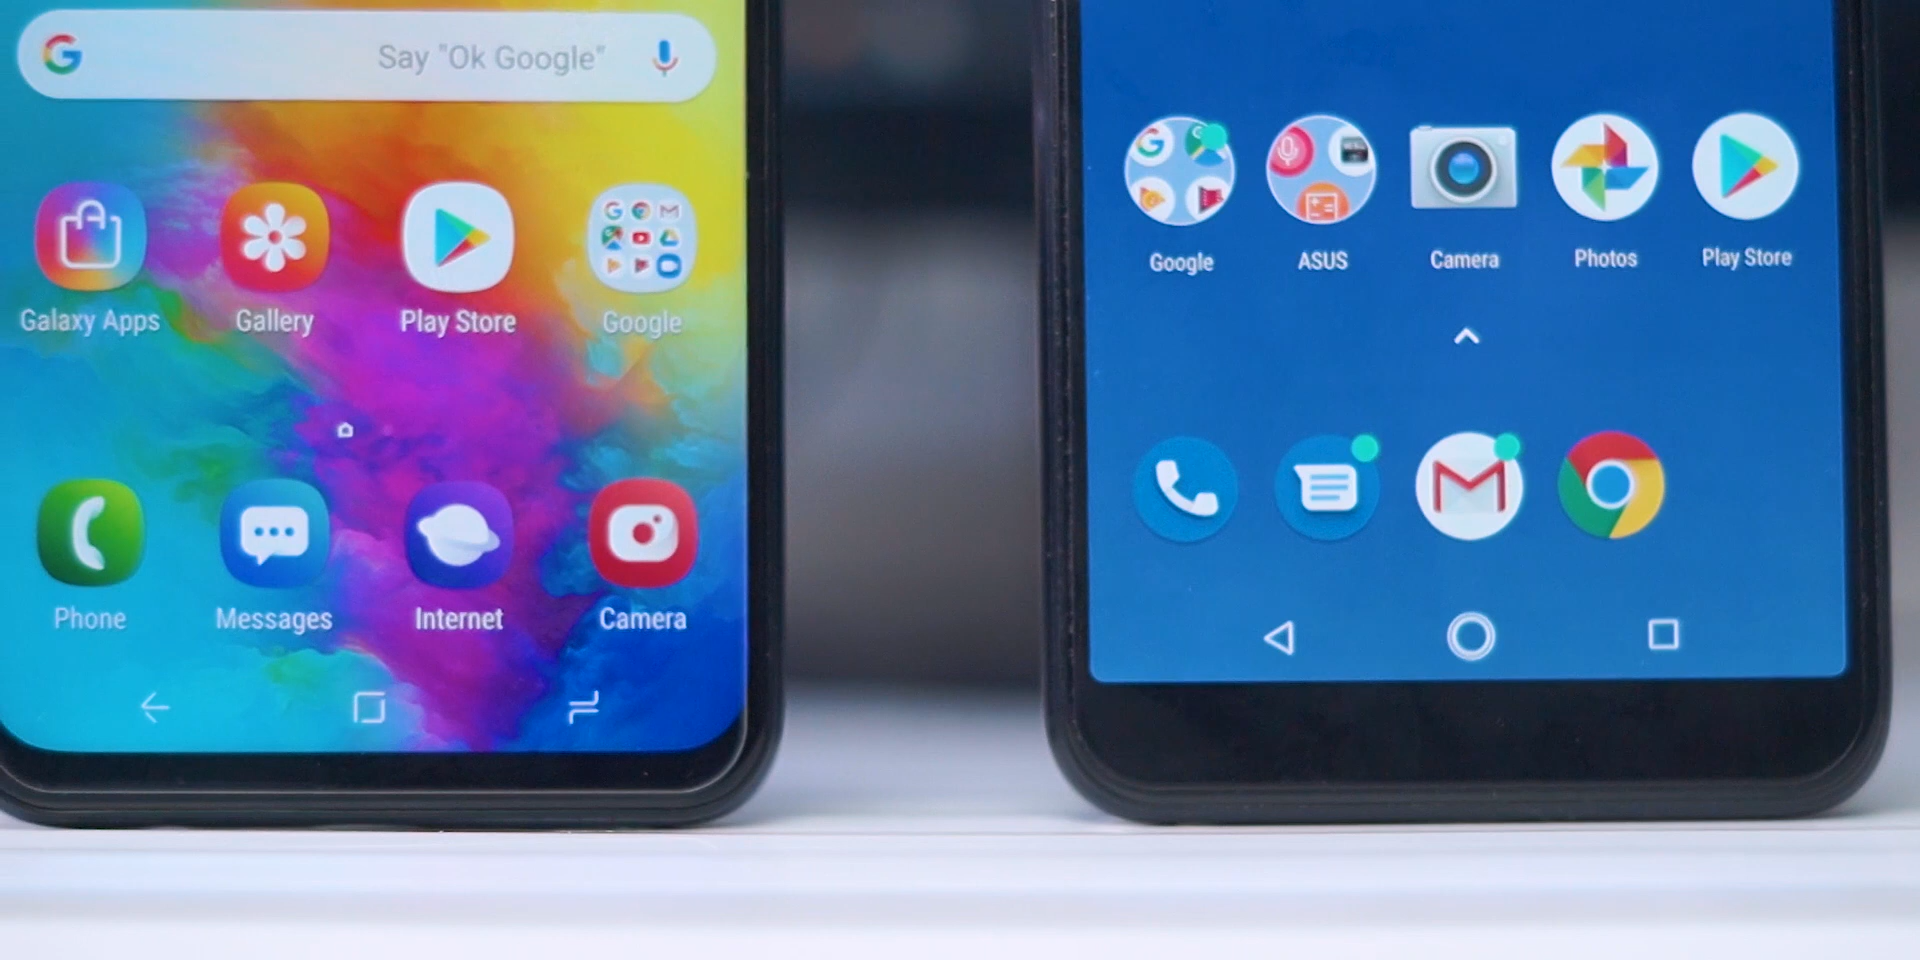 Say "Ok Google"
Galaxy Apps
Gallery
Play Store
Google
Phone
Messages
Internet
Camera
Google
ASUS
Camera
Photos
Play Store